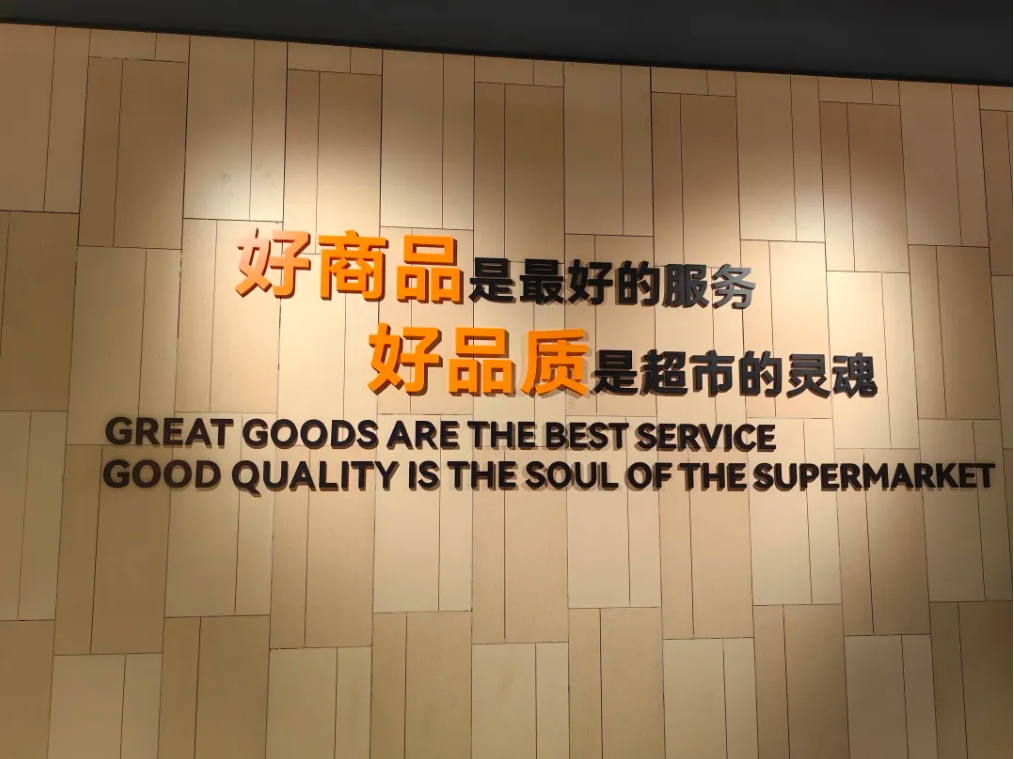 好商品是最好的服务
好品质是超市的灵魂
GREAT GOODS ARE THE BEST SERVICE
GOOD QUALITY IS THE SOUL OF THE SUPERMARKET